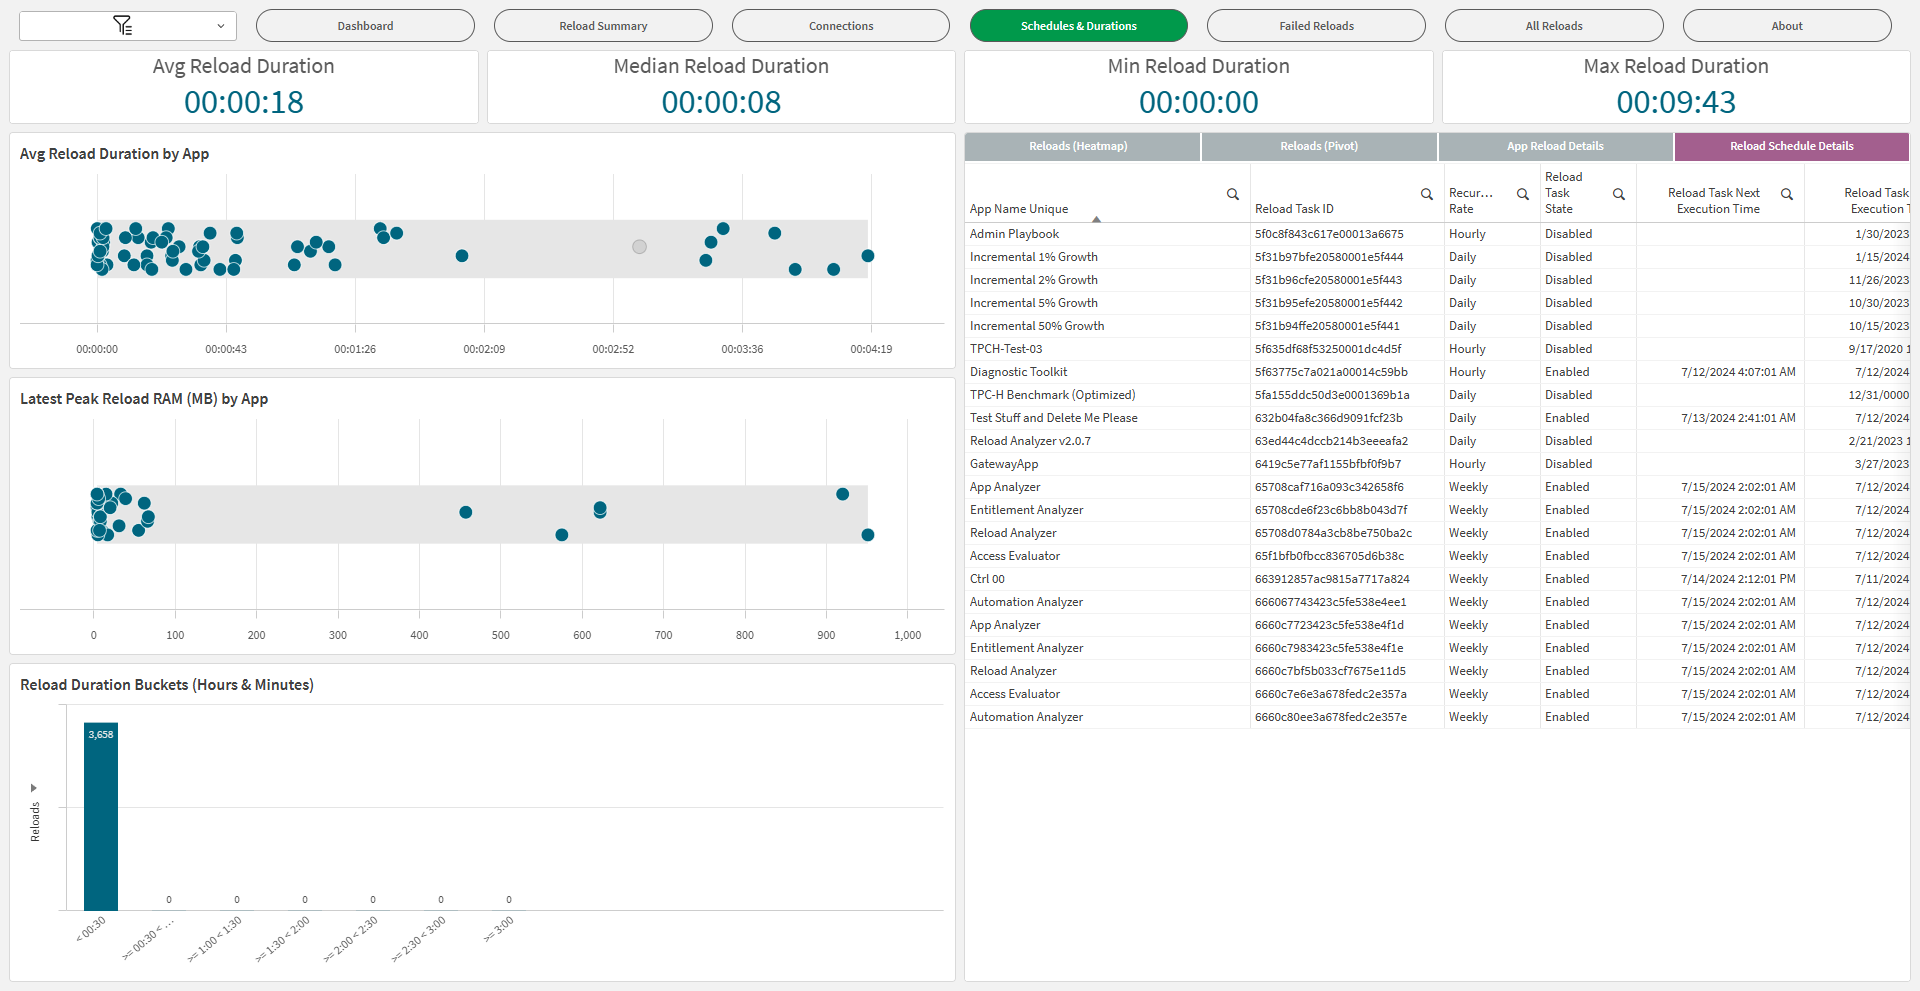 Dashboard
Reload Summary
Connections
Schedules & Durations
Failed Reloads
All Reloads
About
Avg Reload Duration
00:00:18
Median Reload Duration
00:00:08
Min Reload Duration
00:00:00
Max Reload Duration
00:09:43
Avg Reload Duration by App
00:00:00 00:00:43 00:01:26 00:02:09 00:02:52 00:03:36 00:04:19
Latest Peak Reload RAM (MB) by App
0 100 200 300 400 500 600 700 800 900 1,000
Reload Duration Buckets (Hours & Minutes)
Reloads
3,658 0 0 0 0 0 0
< 00:30 >= 00:30 < ... >= 1:00 < 1:30 >= 1:30 < 2:00 >= 2:00 < 2:30 >= 2:30 < 3:00 >= 3:00
Reloads (Heatmap) Reloads (Pivot) App Reload Details Reload Schedule Details
App Name Unique
Reload Task ID
Recur...
Rate
Reload
Task
State
Reload Task Next
Execution Time
Reload Task
Execution T
Admin Playbook 5f0c8f843c617e00013a6675 Hourly Disabled 1/30/2023
Incremental 1% Growth 5f31b97bfe20580001e5f444 Daily Disabled 1/15/2024
Incremental 2% Growth 5f31b96cfe20580001e5f443 Daily Disabled 11/26/2023
Incremental 5% Growth 5f31b95efe20580001e5f442 Daily Disabled 10/30/2023
Incremental 50% Growth 5f31b94ffe20580001e5f441 Daily Disabled 10/15/2023
TPCH-Test-03 5f635df68f53250001dc4d5f Hourly Disabled 9/17/2020 1
Diagnostic Toolkit 5f63775c7a021a00014c59bb Hourly Enabled 7/12/2024 4:07:01 AM 7/12/2024
TPC-H Benchmark (Optimized) 5fa155ddc50d3e0001369b1a Daily Disabled 12/31/0000
Test Stuff and Delete Me Please 632b04fa8c366d9091fcf23b Daily Enabled 7/13/2024 2:41:01 AM 7/12/2024
Reload Analyzer v2.0.7 63ed44c4dccb214b3eeeafa2 Daily Disabled 2/21/2023 1
GatewayApp 6419c5e77af1155bfbf0f9b7 Hourly Disabled 3/27/2023
App Analyzer 65708caf716a093c342658f6 Weekly Enabled 7/15/2024 2:02:01 AM 7/12/2024
Entitlement Analyzer 65708cde6f23c6bb8b043d7f Weekly Enabled 7/15/2024 2:02:01 AM 7/12/2024
Reload Analyzer 65708d0784a3cb8be750ba2c Weekly Enabled 7/15/2024 2:02:01 AM 7/12/2024
Access Evaluator 65f1bfb0fbcc836705d6b38c Weekly Enabled 7/15/2024 2:02:01 AM 7/12/2024
Ctrl 00 663912857ac9815a7717a824 Weekly Enabled 7/14/2024 2:12:01 PM 7/11/2024
Automation Analyzer 666067743423c5fe538e4ee1 Weekly Enabled 7/15/2024 2:02:01 AM 7/12/2024
App Analyzer 6660c7723423c5fe538e4f1d Weekly Enabled 7/15/2024 2:02:01 AM 7/12/2024
Entitlement Analyzer 6660c7983423c5fe538e4f1e Weekly Enabled 7/15/2024 2:02:01 AM 7/12/2024
Reload Analyzer 6660c7bf5b033cf7675e11d5 Weekly Enabled 7/15/2024 2:02:01 AM 7/12/2024
Access Evaluator 6660c7e6e3a678fedc2e357a Weekly Enabled 7/15/2024 2:02:01 AM 7/12/2024
Automation Analyzer 6660c80ee3a678fedc2e357e Weekly Enabled 7/15/2024 2:02:01 AM 7/12/2024